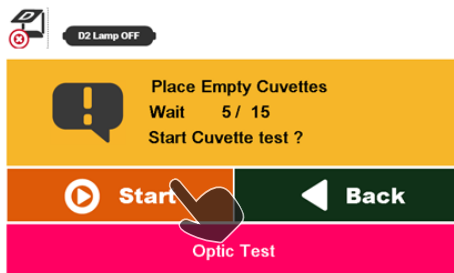 D
D2 Lamp OFF
Place Empty Cuvettes
Wait 5 / 15
Start Cuvette test ?
Start
Back
Optic Test